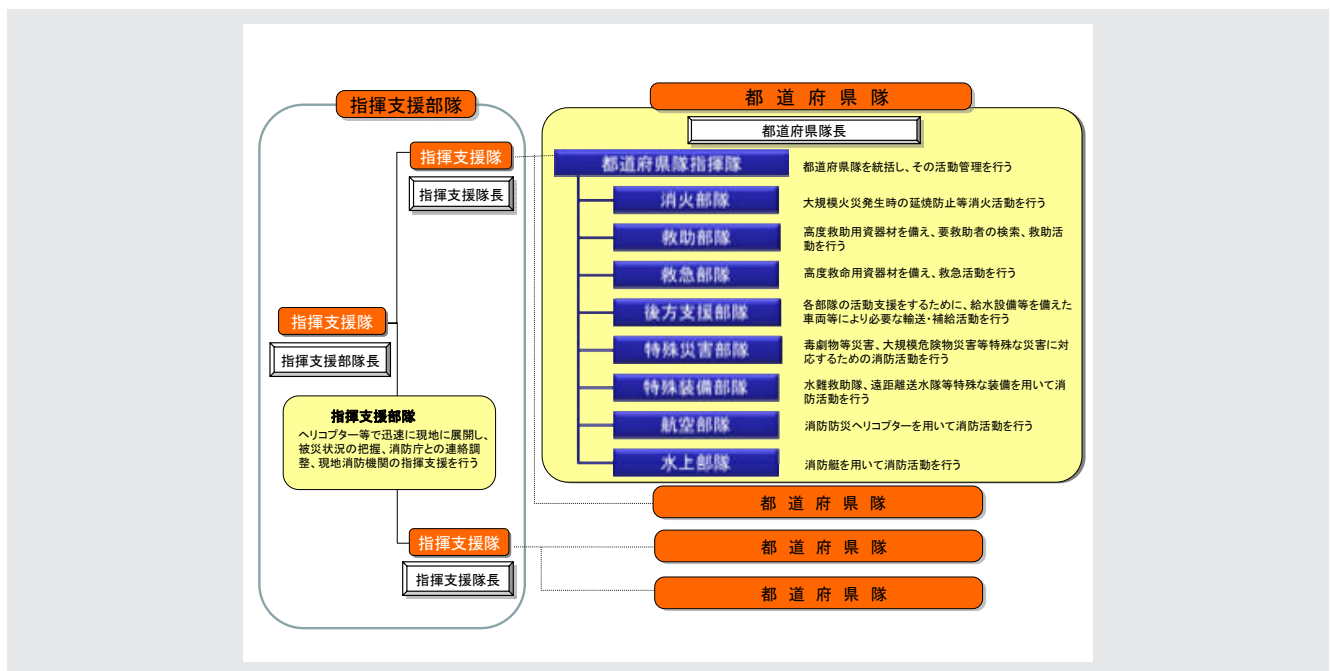 指揮支援部隊
指揮支援隊
指揮支援隊長
指揮支援隊
指揮支援部隊長
指揮支援部隊
ヘリコプター等で迅速に現地に展開し、
被災状況の把握、消防庁との連絡調
整、現地消防機関の指揮支援を行う
指揮支援隊
指揮支援隊長
都道府県隊
都道府県隊長
都道府県隊指揮隊
都道府県隊を統括し、その活動管理を行う
消火部隊
大規模火災発生時の延焼防止等消火活動を行う
救助部隊
高度救助用資器材を備え、要救助者の検索、救助活
動を行う
救急部隊
高度救命用資器材を備え、救急活動を行う
後方支援部隊
各部隊の活動支援をするために、給水設備等を備えた
車両等により必要な輸送・補給活動を行う
特殊災害部隊
毒劇物等災害、大規模危険物災害等特殊な災害に対
応するための消防活動を行う
特殊装備部隊
水難救助隊、遠距離送水隊等特殊な装備を用いて消
防活動を行う
航空部隊
消防防災ヘリコプターを用いて消防活動を行う
水上部隊
消防艇を用いて消防活動を行う
都道府県隊
都道府県隊
都道府県隊